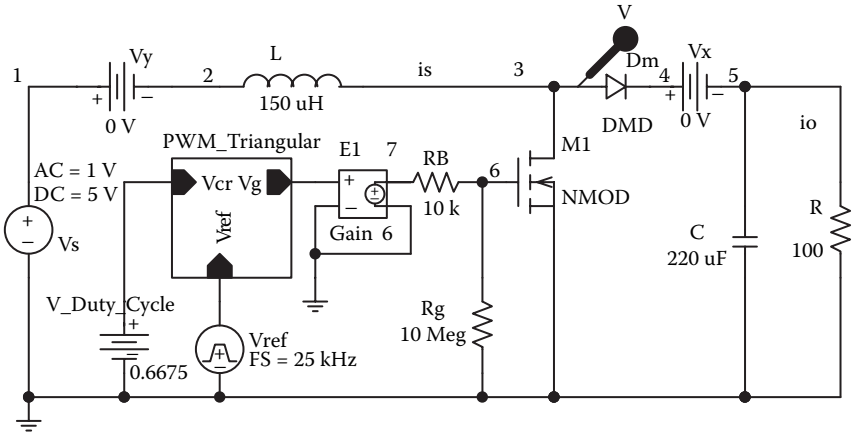 V
1
Vy
2
L
is
3
Dm
4
Vx
5
+ −
0 V
150 uH
DMD
+ −
0 V
io
PWM_Triangular
E1
7
RB
6
M1
AC = 1 V
DC = 5 V
Vcr Vg
+
−
+
−
10 k
NMOD
+
−
Vs
Vref
Gain 6
R
100
C
220 uF
V_Duty_Cycle
+
−
0.6675
Vref
FS = 25 kHz
+
−
Rg
10 Meg